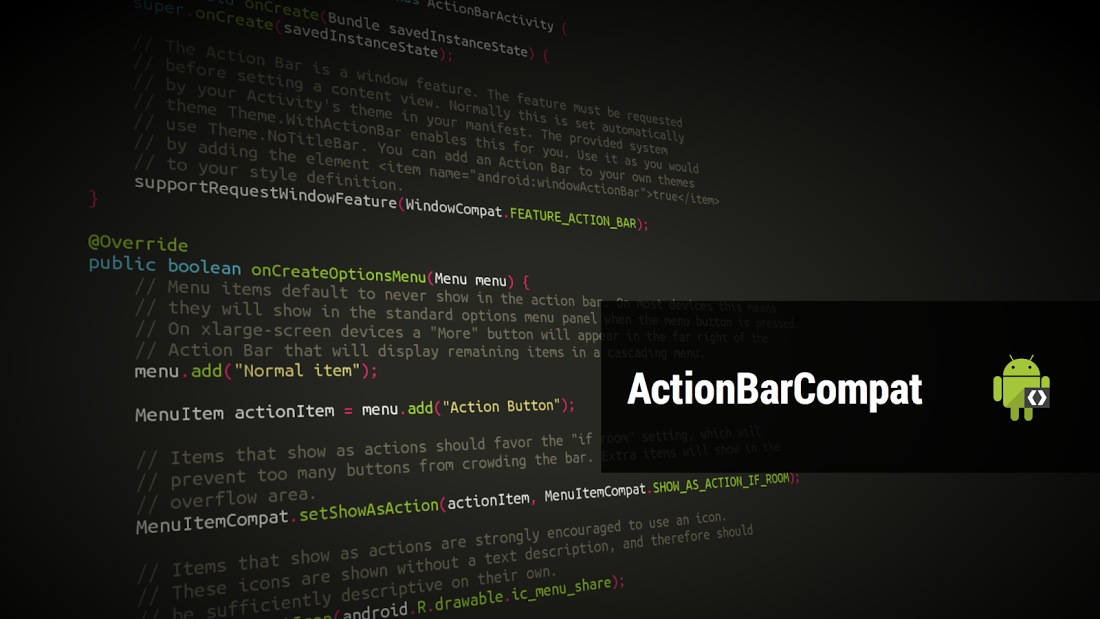 onCreate(Bundle savedInstanceState) {
ActionBarActivity {
super.onCreate(savedInstanceState);
// The Action Bar is a window feature. The feature must be requested
// before setting a content view. Normally this is set automatically
// by your Activity's theme in your manifest. The provided system
// theme Theme.WithActionBar enables this for you. Use it as you would
// use Theme.NoTitleBar. You can add an Action Bar to your own themes
// by adding the element <item name="android:windowActionBar">true</item>
// to your style definition.
supportRequestWindowFeature(WindowCompat.FEATURE_ACTION_BAR);
}
@Override
public boolean onCreateOptionsMenu(Menu menu) {
// Menu items default to never show in the action bar. On most devices this means
// they will show in the standard options menu panel when the menu button is pressed.
// On xlarge-screen devices a "More" button will appear in the far right of the
// Action Bar that will display remaining items in a cascading menu.
menu.add("Normal item");
MenuItem actionItem = menu.add("Action Button");
// Items that show as actions should favor the "if room" setting, which will
// prevent too many buttons from crowding the bar. Extra items will show in the
// overflow area.
MenuItemCompat.setShowAsAction(actionItem, MenuItemCompat.SHOW_AS_ACTION_IF_ROOM);
// Items that show as actions are strongly encouraged to use an icon.
// These icons are shown without a text description, and therefore should
// be sufficiently descriptive on their own.
(android.R.drawable.ic_menu_share);
ActionBarCompat